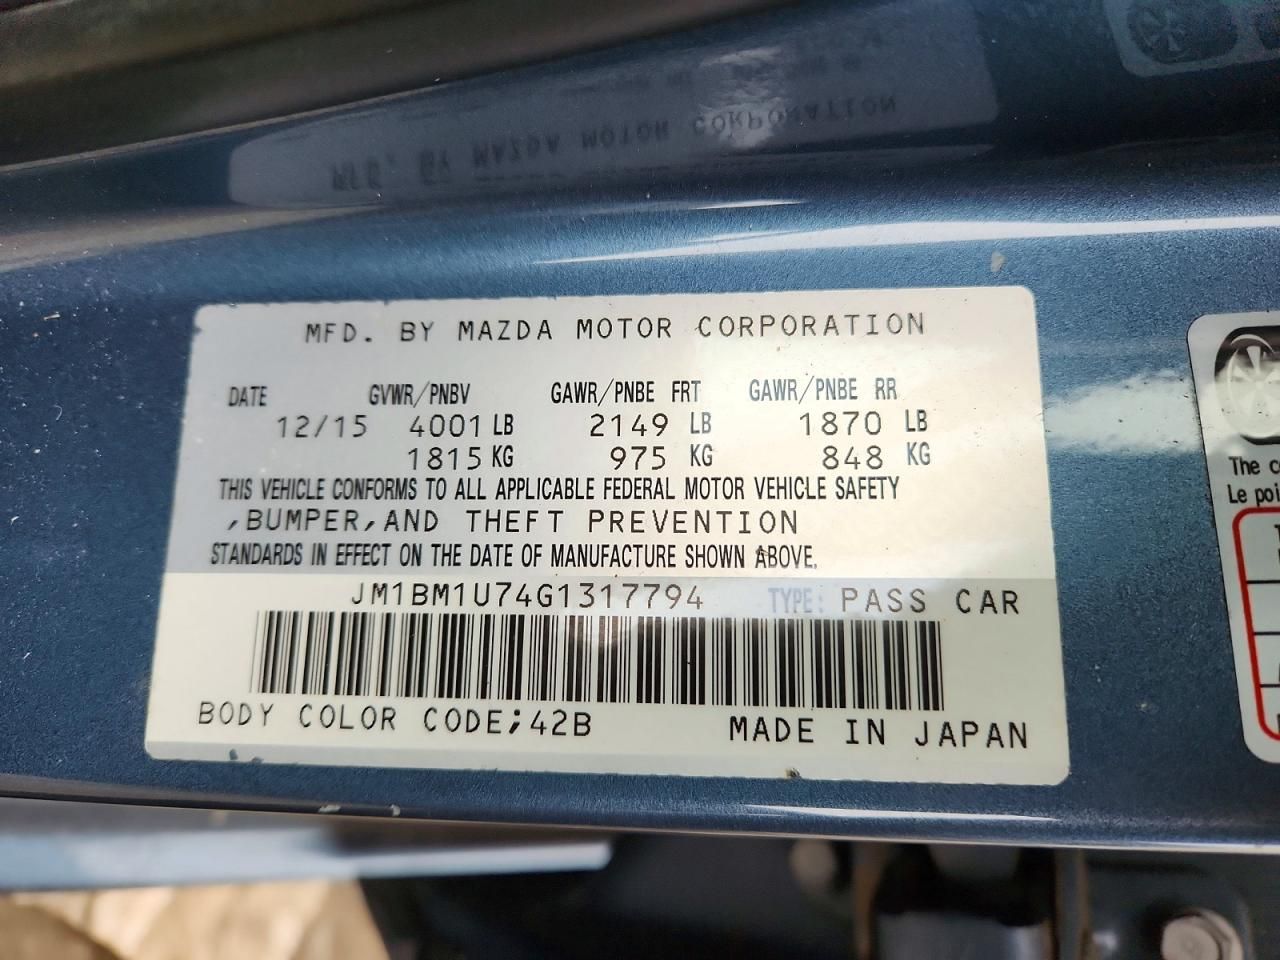 MFD. BY MAZDA MOTOR CORPORATION
DATE GVWR/PNBV GAWR/PNBE FRT GAWR/PNBE RR
12/15 4001 LB 2149 LB 1870 LB
1815 KG 975 KG 848 KG
THIS VEHICLE CONFORMS TO ALL APPLICABLE FEDERAL MOTOR VEHICLE SAFETY
,BUMPER,AND THEFT PREVENTION
STANDARDS IN EFFECT ON THE DATE OF MANUFACTURE SHOWN ABOVE.
JM1BM1U74G1317794 TYPE: PASS CAR
BODY COLOR CODE;42B MADE IN JAPAN
The
Le